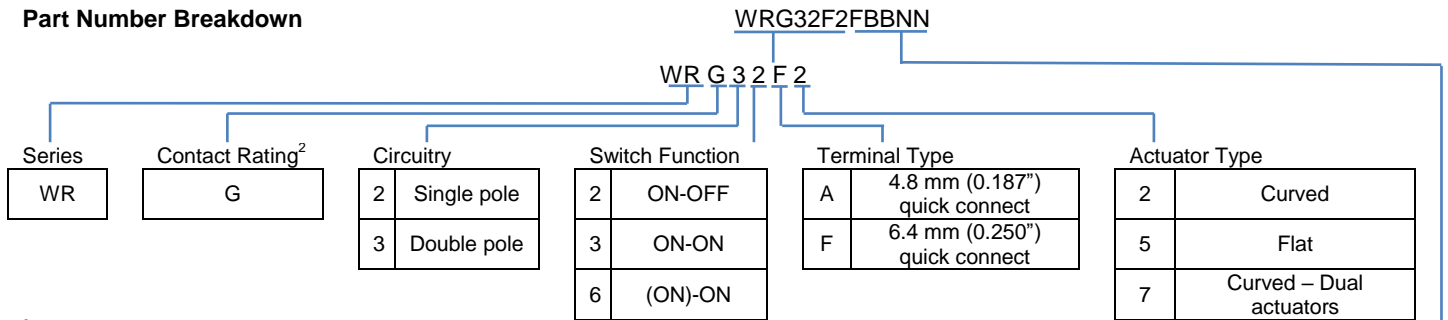 Part Number Breakdown WRG32F2FBBNN
WR G 3 2 F 2
Series Contact Rating2 Circuitry Switch Function Terminal Type Actuator Type
WR G 2 Single pole 2 ON-OFF A 4.8 mm (0.187") quick connect 2 Curved
3 Double pole 3 ON-ON F 6.4 mm (0.250") quick connect 5 Flat
6 (ON)-ON 7 Curved – Dual actuators